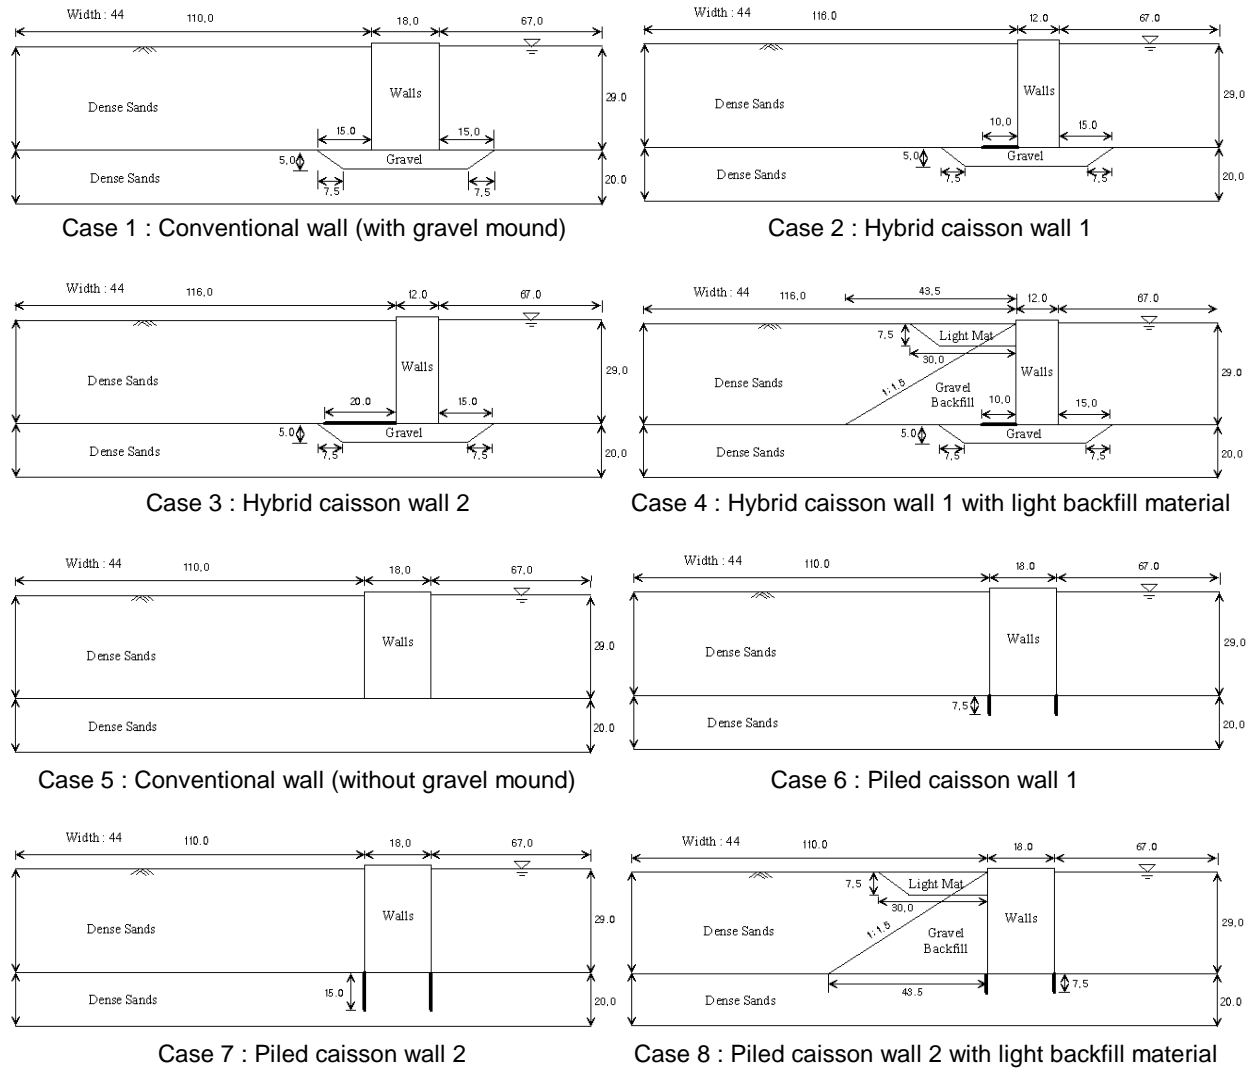 Width : 44
110,0
18,0
67,0
Dense Sands
Walls
29.0
15.0
15,0
5,0
Gravel
Dense Sands
7,5
7,5
20.0
Case 1 : Conventional wall (with gravel mound)
Width : 44
116.0
12.0
67.0
Dense Sands
Walls
29,0
10,0
15.0
5,0
Gravel
Dense Sands
7,5
7,5
20,0
Case 2 : Hybrid caisson wall 1
Width : 44
116,0
12.0
67.0
Dense Sands
Walls
29,0
20.0
15.0
5.0
Gravel
Dense Sands
7,5
7,5
20,0
Case 3 : Hybrid caisson wall 2
Width : 44
116,0
43,5
12.0
67.0
7,5
Light Mat
30,0
Dense Sands
1:1.5
Gravel
Backfill
Walls
29.0
10,0
15,0
5.0
Gravel
Dense Sands
7,5
7,5
20,0
Case 4 : Hybrid caisson wall 1 with light backfill material
Width : 44
110,0
18,0
67,0
Dense Sands
Walls
29.0
Dense Sands
20.0
Case 5 : Conventional wall (without gravel mound)
Width : 44
110.0
18.0
67.0
Dense Sands
Walls
29,0
7,5
Dense Sands
20,0
Case 6 : Piled caisson wall 1
Width : 44
110.0
18,0
67,0
Dense Sands
Walls
29.0
15.0
Dense Sands
20,0
Case 7 : Piled caisson wall 2
Width : 44
110.0
18.0
67.0
7,5
Light Mat
30,0
Dense Sands
1:1.5
Gravel
Backfill
Walls
29,0
43.5
7,5
Dense Sands
20.0
Case 8 : Piled caisson wall 2 with light backfill material